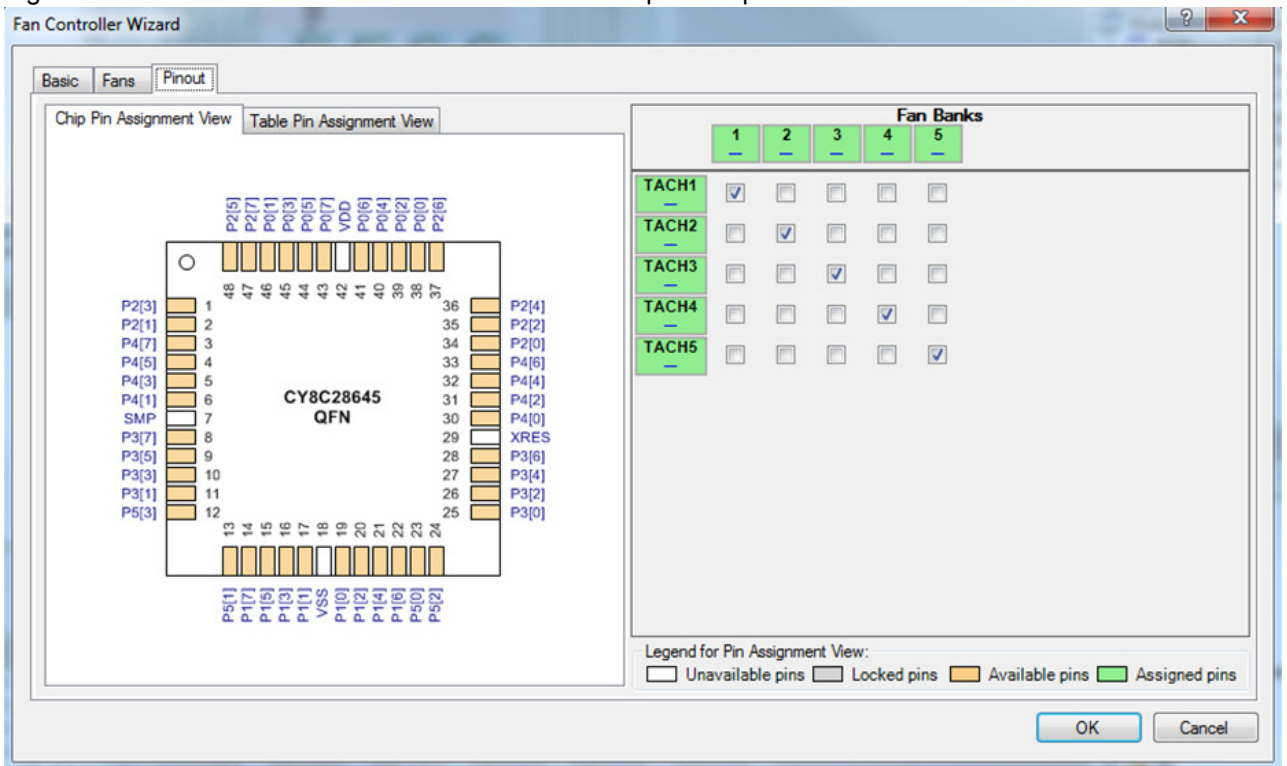 Fan Controller Wizard
Basic Fans Pinout
Chip Pin Assignment View Table Pin Assignment View
P2[5] P2[7] P0[1] P0[3] P0[5] P0[7] VDD P0[6] P0[4] P0[2] P0[0] P2[6]
48 47 46 45 44 43 42 41 40 39 38 37
P2[3] 1 36 P2[4]
P2[1] 2 35 P2[2]
P4[7] 3 34 P2[0]
P4[5] 4 33 P4[6]
P4[3] 5 32 P4[4]
P4[1] 6 31 P4[2]
SMP 7 30 P4[0]
P3[7] 8 29 XRES
P3[5] 9 28 P3[6]
P3[3] 10 27 P3[4]
P3[1] 11 26 P3[2]
P5[3] 12 25 P3[0]
CY8C28645
QFN
13 14 15 16 17 18 19 20 21 22 23 24
P5[1] P1[7] P1[5] P1[3] P1[1] VSS P1[0] P1[2] P1[4] P1[6] P5[0] P5[2]
Fan Banks
1 2 3 4 5
– – – – –
TACH1
–
TACH2
–
TACH3
–
TACH4
–
TACH5
–
Legend for Pin Assignment View:
Unavailable pins Locked pins Available pins Assigned pins
OK Cancel